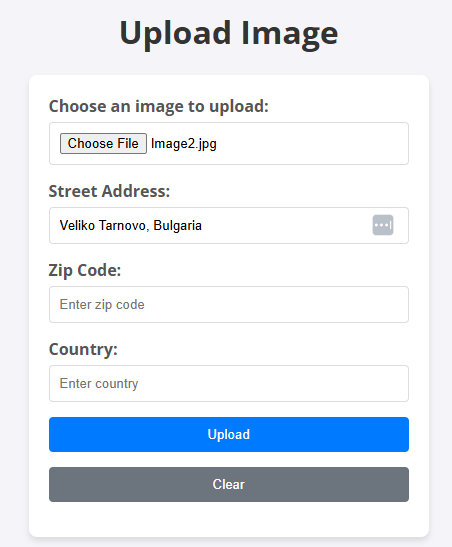 Upload Image
Choose an image to upload:
Choose File Image2.jpg
Street Address:
Veliko Tarnovo, Bulgaria
Zip Code:
Enter zip code
Country:
Enter country
Upload
Clear